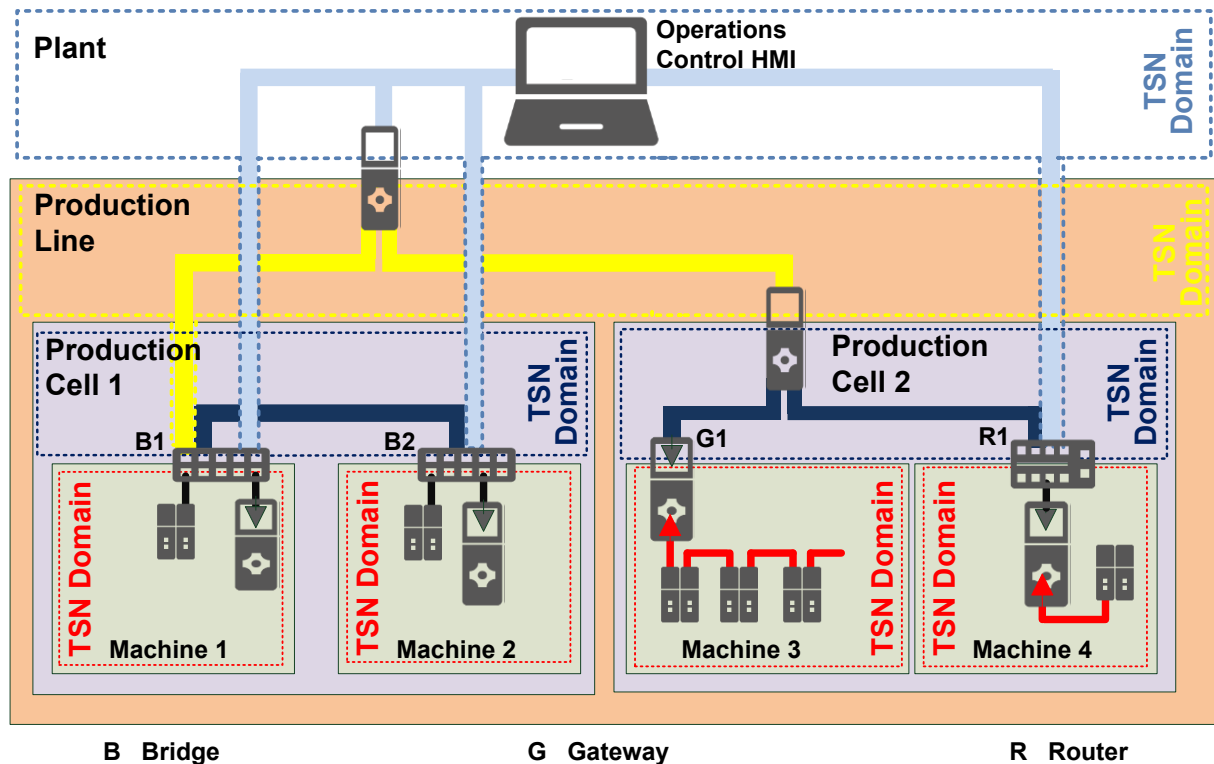 Plant
Operations
Control HMI
TSN
Domain
Production
Line
TSN
Domain
Production
Cell 1
TSN
Domain
Production
Cell 2
TSN
Domain
B1
B2
G1
R1
TSN Domain
Machine 1
TSN Domain
Machine 2
TSN Domain
Machine 3
TSN Domain
Machine 4
B Bridge
G Gateway
R Router